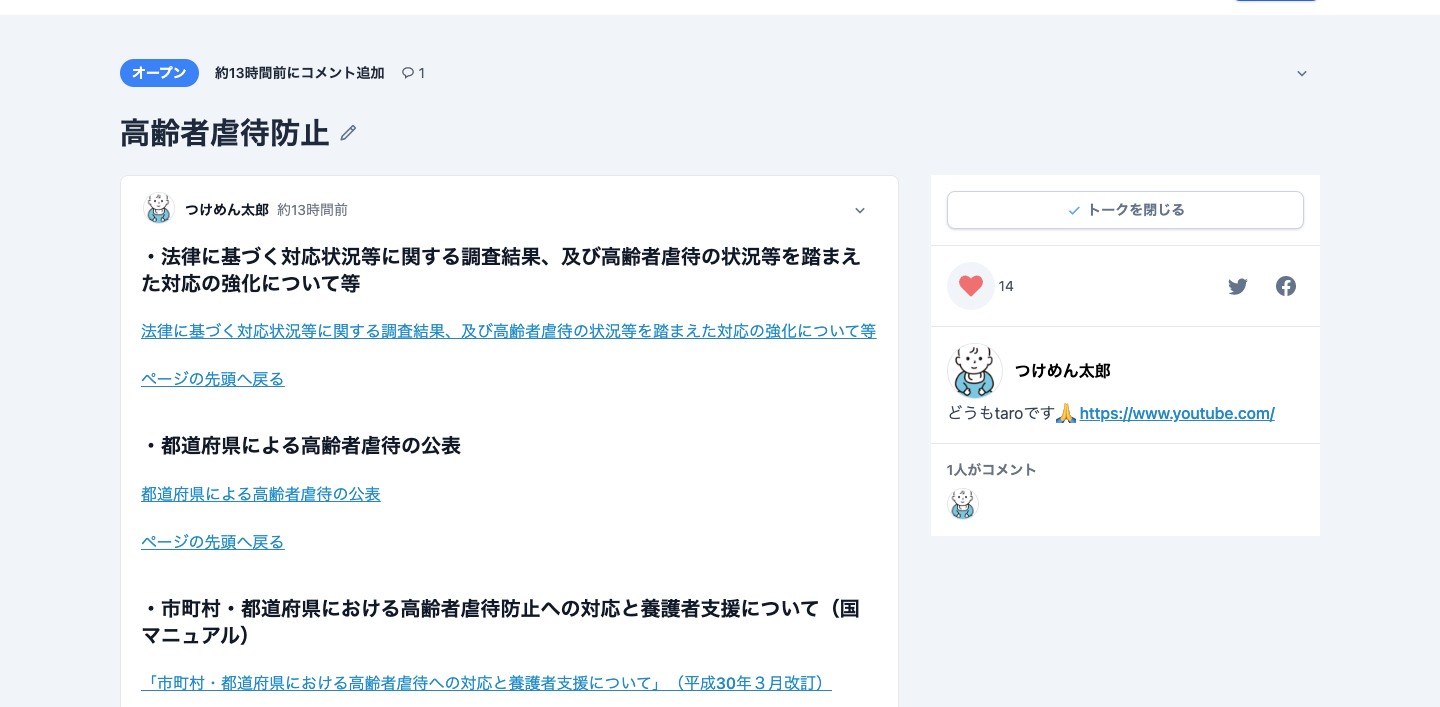 オープン 約13時間前にコメント追加 1
高齢者虐待防止
つけめん太郎 約13時間前
・法律に基づく対応状況等に関する調査結果、及び高齢者虐待の状況等を踏まえ
た対応の強化について等
法律に基づく対応状況等に関する調査結果、及び高齢者虐待の状況等を踏まえた対応の強化について等
ページの先頭へ戻る
・都道府県による高齢者虐待の公表
都道府県による高齢者虐待の公表
ページの先頭へ戻る
・市町村・都道府県における高齢者虐待防止への対応と養護者支援について（国
マニュアル）
「市町村・都道府県における高齢者虐待への対応と養護者支援について」（平成30年３月改訂）
トークを閉じる
14
つけめん太郎
どうもtaroです🙏 https://www.youtube.com/
1人がコメント